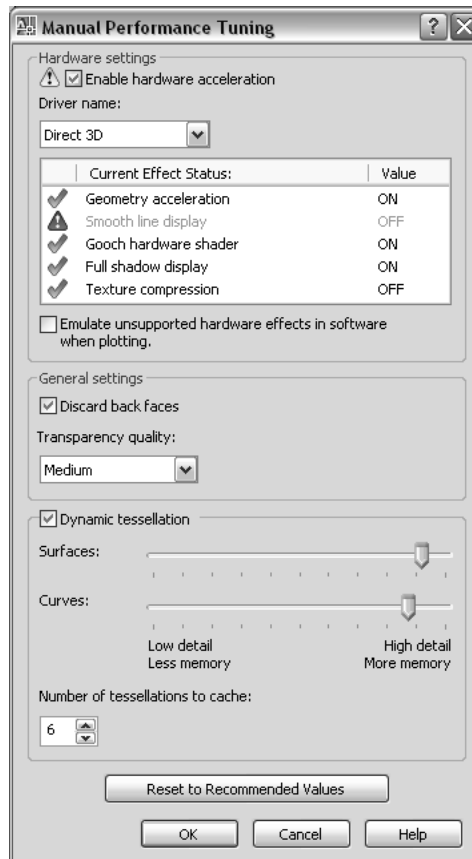 Manual Performance Tuning
Hardware settings
Enable hardware acceleration
Driver name:
Direct 3D
Current Effect Status: Value
Geometry acceleration ON
Smooth line display OFF
Gooch hardware shader ON
Full shadow display ON
Texture compression OFF
Emulate unsupported hardware effects in software
when plotting.
General settings
Discard back faces
Transparency quality:
Medium
Dynamic tessellation
Surfaces:
Curves:
Low detail High detail
Less memory More memory
Number of tessellations to cache:
6
Reset to Recommended Values
OK Cancel Help